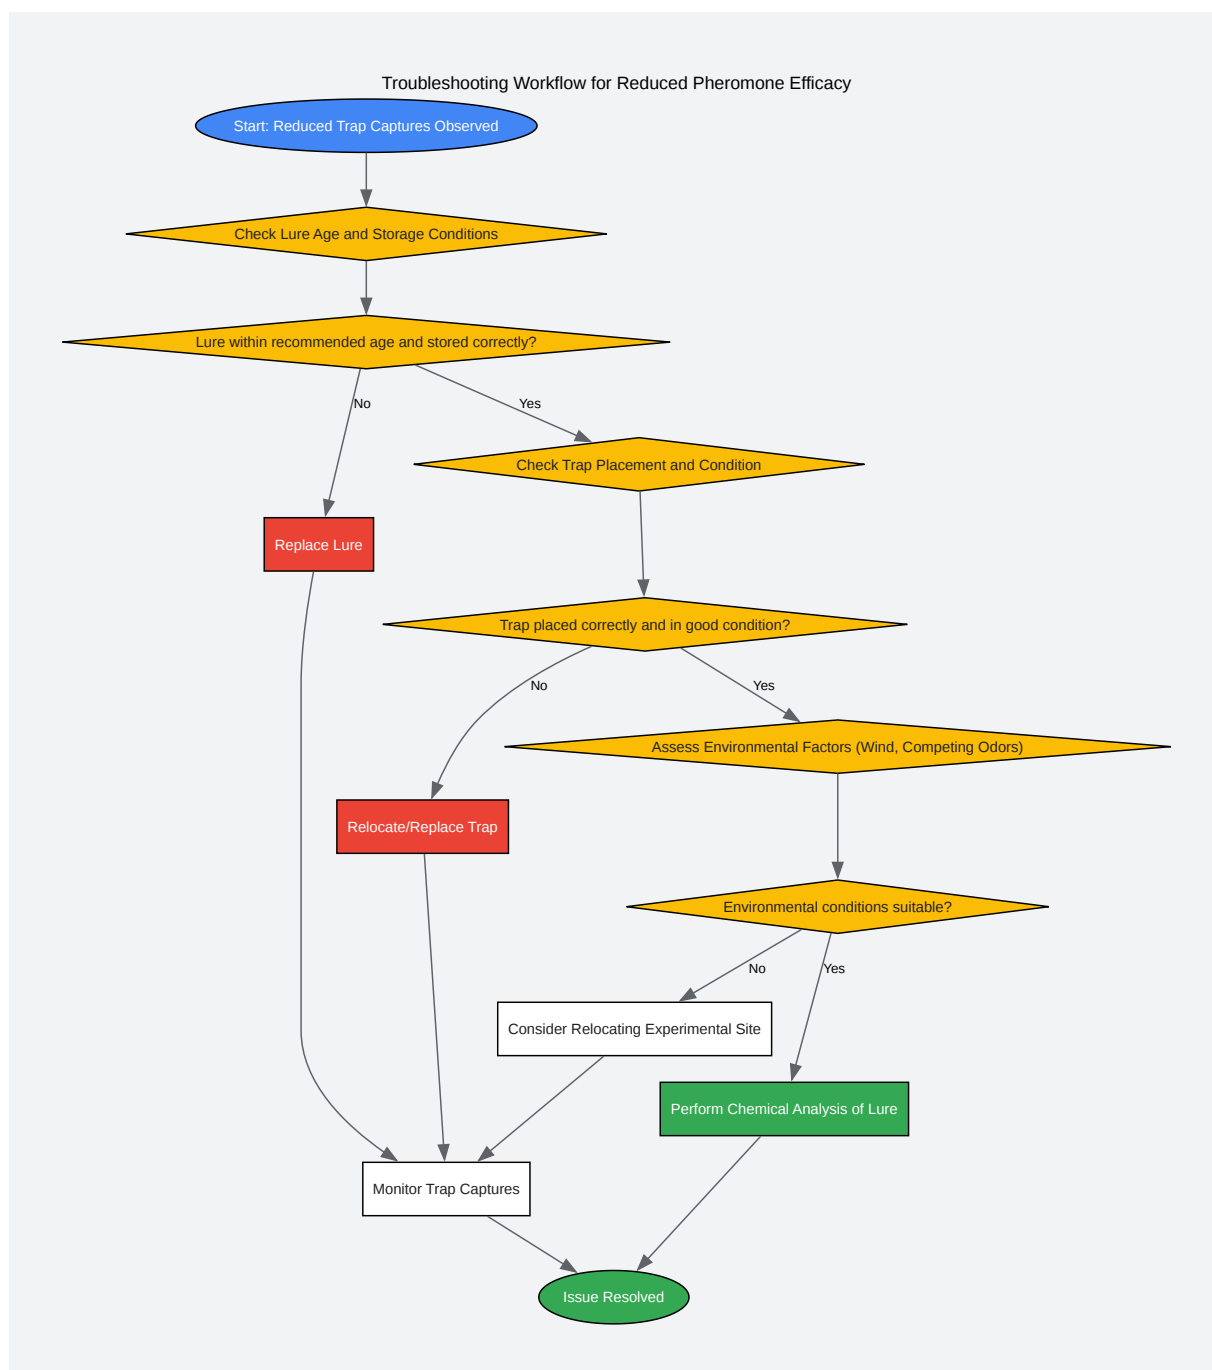 Troubleshooting Workflow for Reduced Pheromone Efficacy
Start: Reduced Trap Captures Observed
Check Lure Age and Storage Conditions
Lure within recommended age and stored correctly?
No
Yes
Check Trap Placement and Condition
Replace Lure
Trap placed correctly and in good condition?
No
Yes
Assess Environmental Factors (Wind, Competing Odors)
Relocate/Replace Trap
Environmental conditions suitable?
No
Yes
Consider Relocating Experimental Site
Perform Chemical Analysis of Lure
Monitor Trap Captures
Issue Resolved